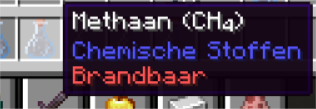 Methaan (CH₄)
Chemische Stoffen
Brandbaar